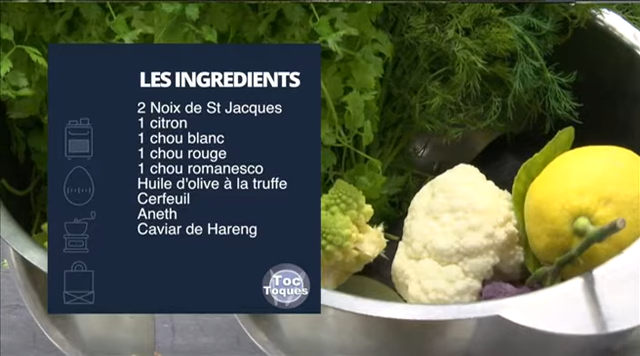 LES INGREDIENTS
2 Noix de St Jacques
1 citron
1 chou blanc
1 chou rouge
1 chou romanesco
Huile d'olive à la truffe
Cerfeuil
Aneth
Caviar de Hareng
Toc
Toques